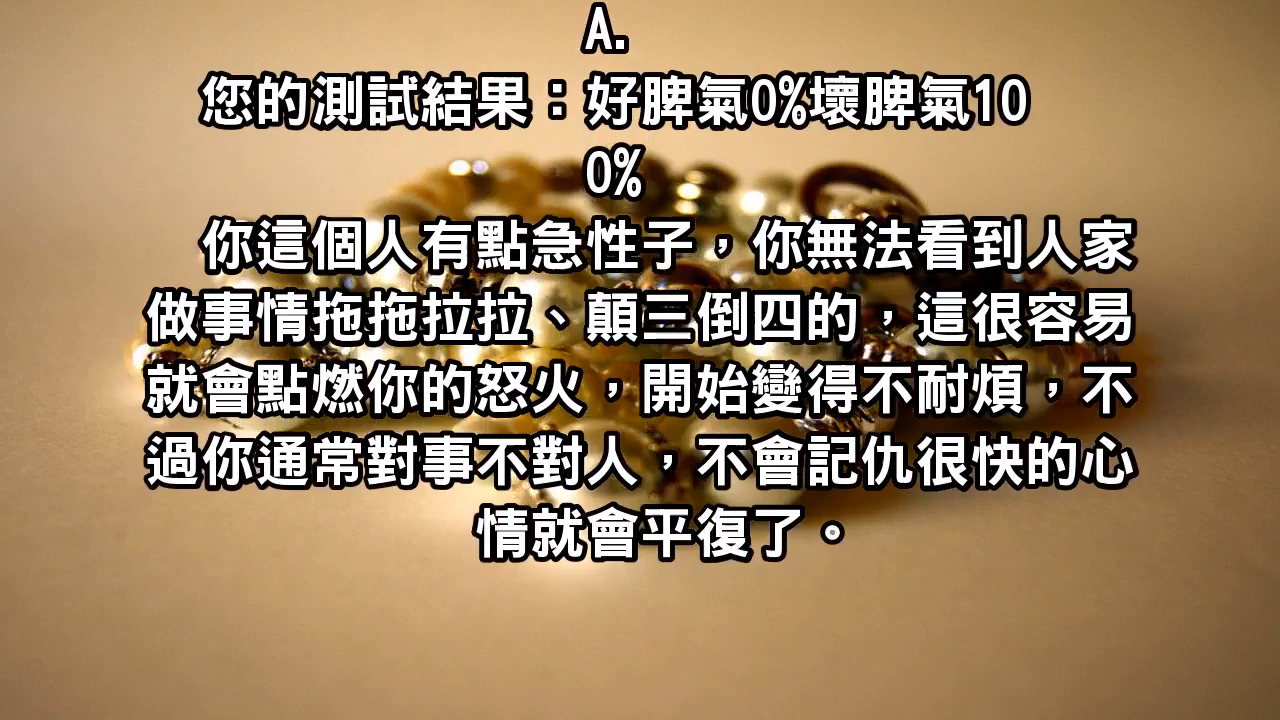 A.
您的測試結果：好脾氣0%壞脾氣10
0%
你這個人有點急性子，你無法看到人家
做事情拖拖拉拉、顛三倒四的，這很容易
就會點燃你的怒火，開始變得不耐煩，不
過你通常對事不對人，不會記仇很快的心
情就會平復了。